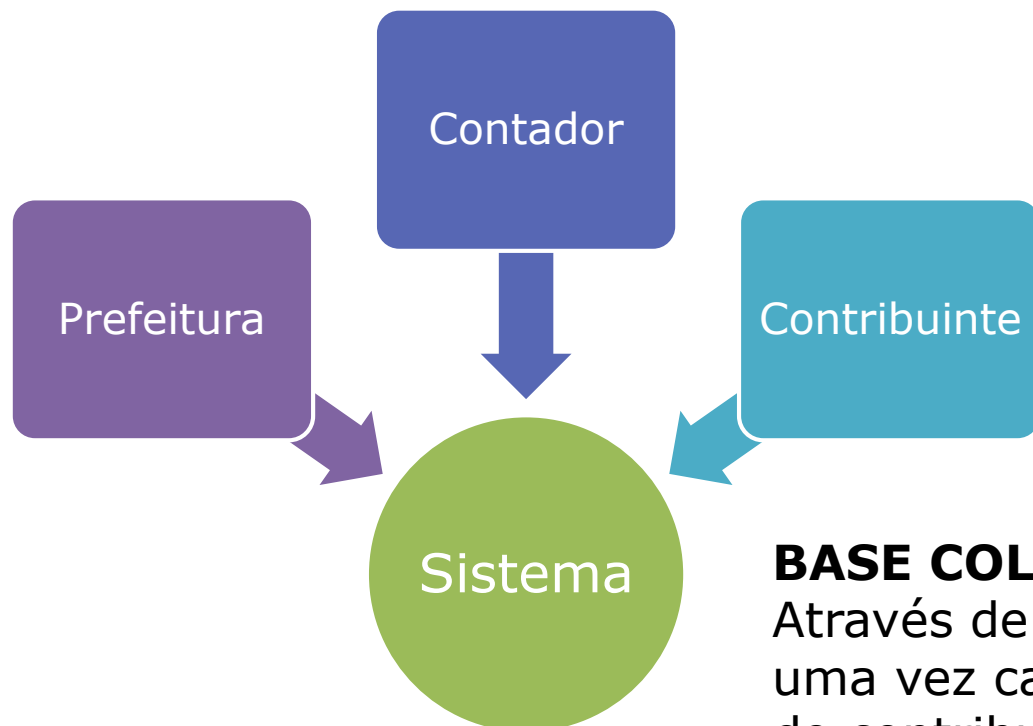 Contador
Prefeitura
Contribuinte
Sistema
BASE COL
Através de
uma vez ca